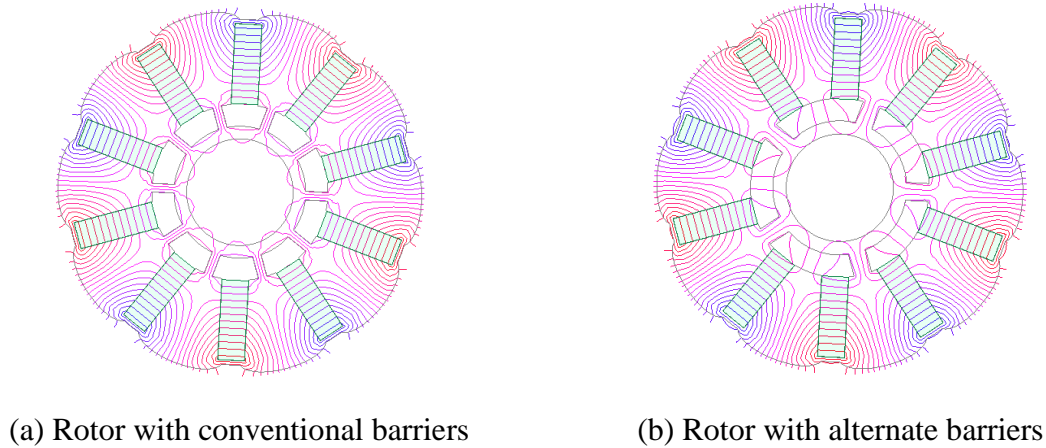 (a) Rotor with conventional barriers
(b) Rotor with alternate barriers